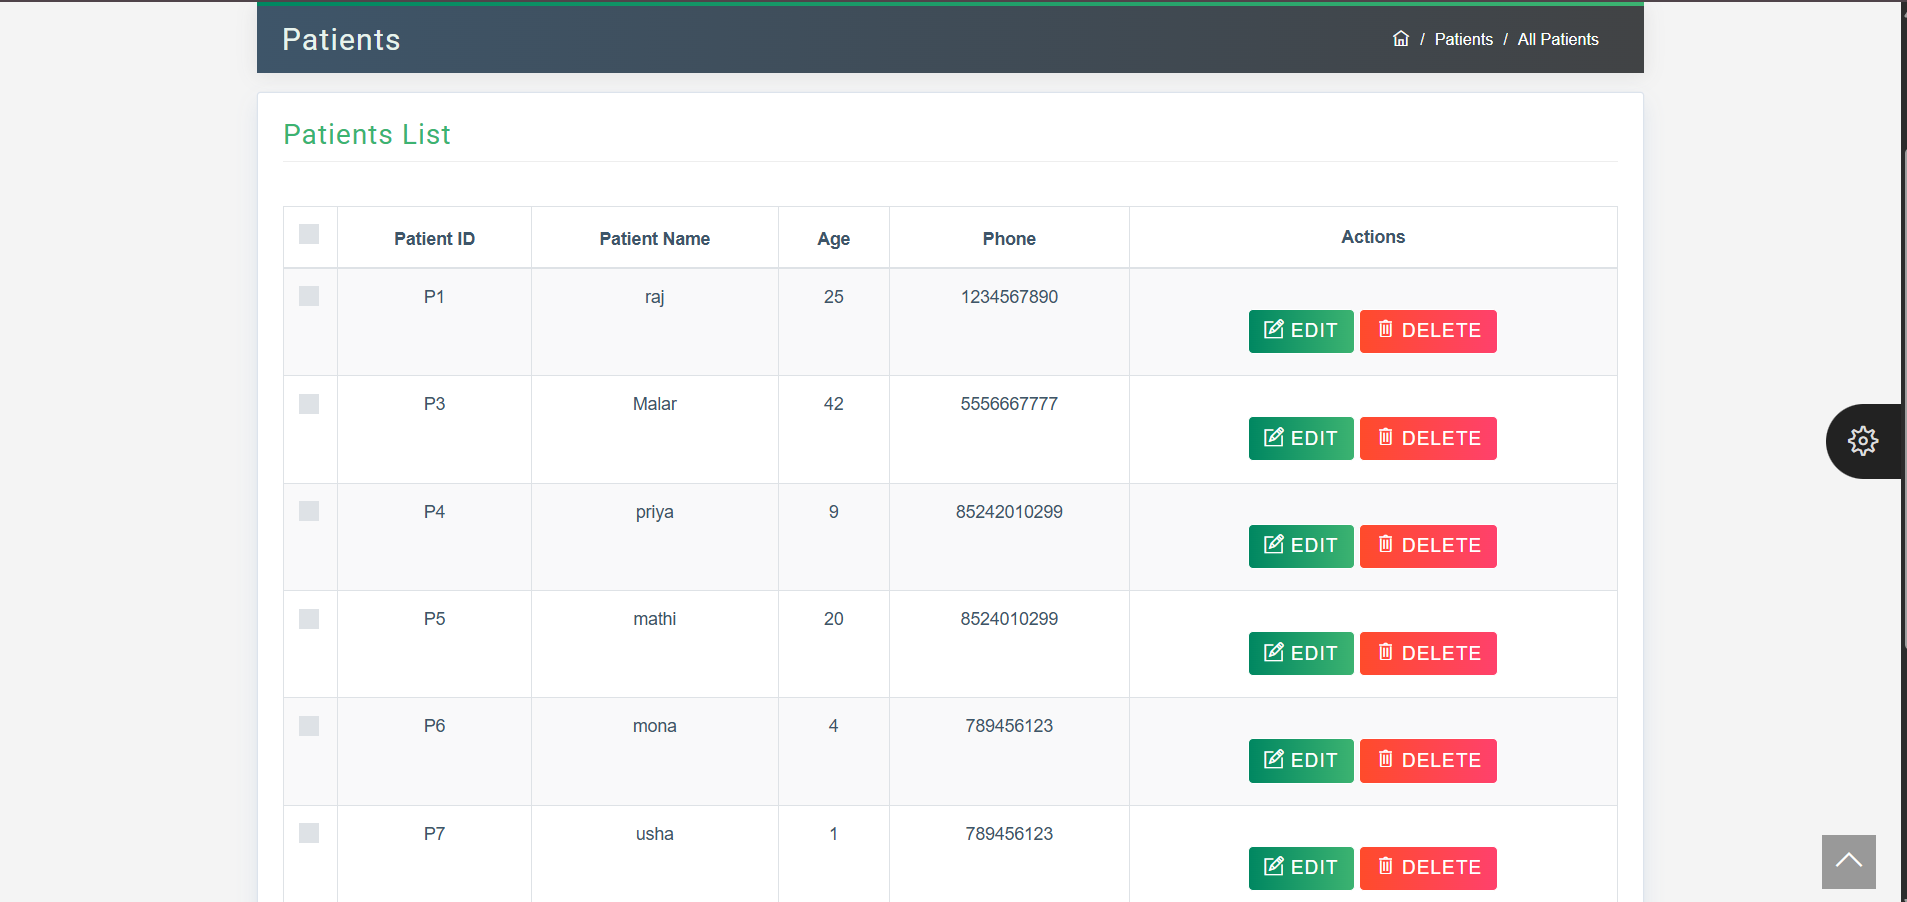 Patients
/ Patients / All Patients
Patients List
Patient ID Patient Name Age Phone Actions
P1 raj 25 1234567890
EDIT DELETE
P3 Malar 42 5556667777
EDIT DELETE
P4 priya 9 85242010299
EDIT DELETE
P5 mathi 20 8524010299
EDIT DELETE
P6 mona 4 789456123
EDIT DELETE
P7 usha 1 789456123
EDIT DELETE